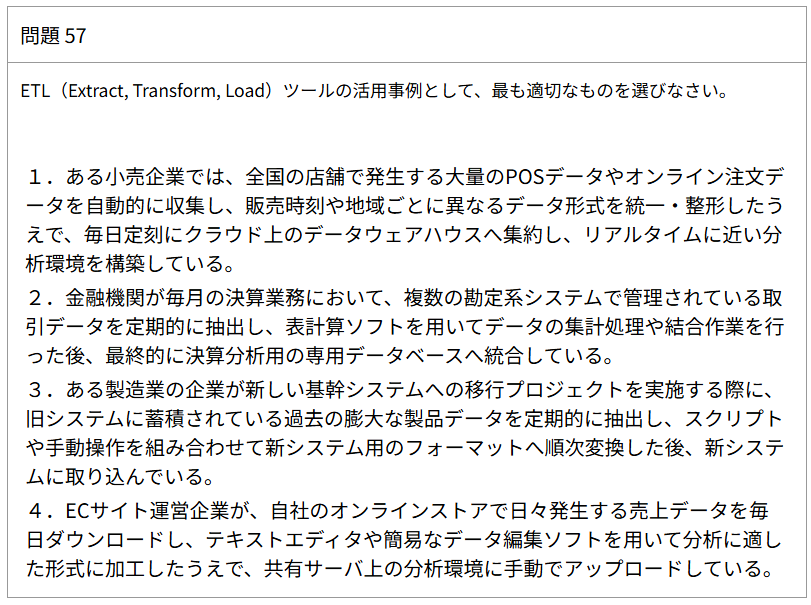 問題 57
ETL（Extract, Transform, Load）ツールの活用事例として、最も適切なものを選びなさい。
１．ある小売企業では、全国の店舗で発生する大量のPOSデータやオンライン注文デ
ータを自動的に収集し、販売時刻や地域ごとに異なるデータ形式を統一・整形したう
えで、毎日定刻にクラウド上のデータウェアハウスへ集約し、リアルタイムに近い分
析環境を構築している。
２．金融機関が毎月の決算業務において、複数の勘定系システムで管理されている取
引データを定期的に抽出し、表計算ソフトを用いてデータの集計処理や結合作業を行
った後、最終的に決算分析用の専用データベースへ統合している。
３．ある製造業の企業が新しい基幹システムへの移行プロジェクトを実施する際に、
旧システムに蓄積されている過去の膨大な製品データを定期的に抽出し、スクリプト
や手動操作を組み合わせて新システム用のフォーマットへ順次変換した後、新システ
ムに取り込んでいる。
４．ECサイト運営企業が、自社のオンラインストアで日々発生する売上データを毎
日ダウンロードし、テキストエディタや簡易なデータ編集ソフトを用いて分析に適し
た形式に加工したうえで、共有サーバ上の分析環境に手動でアップロードしている。